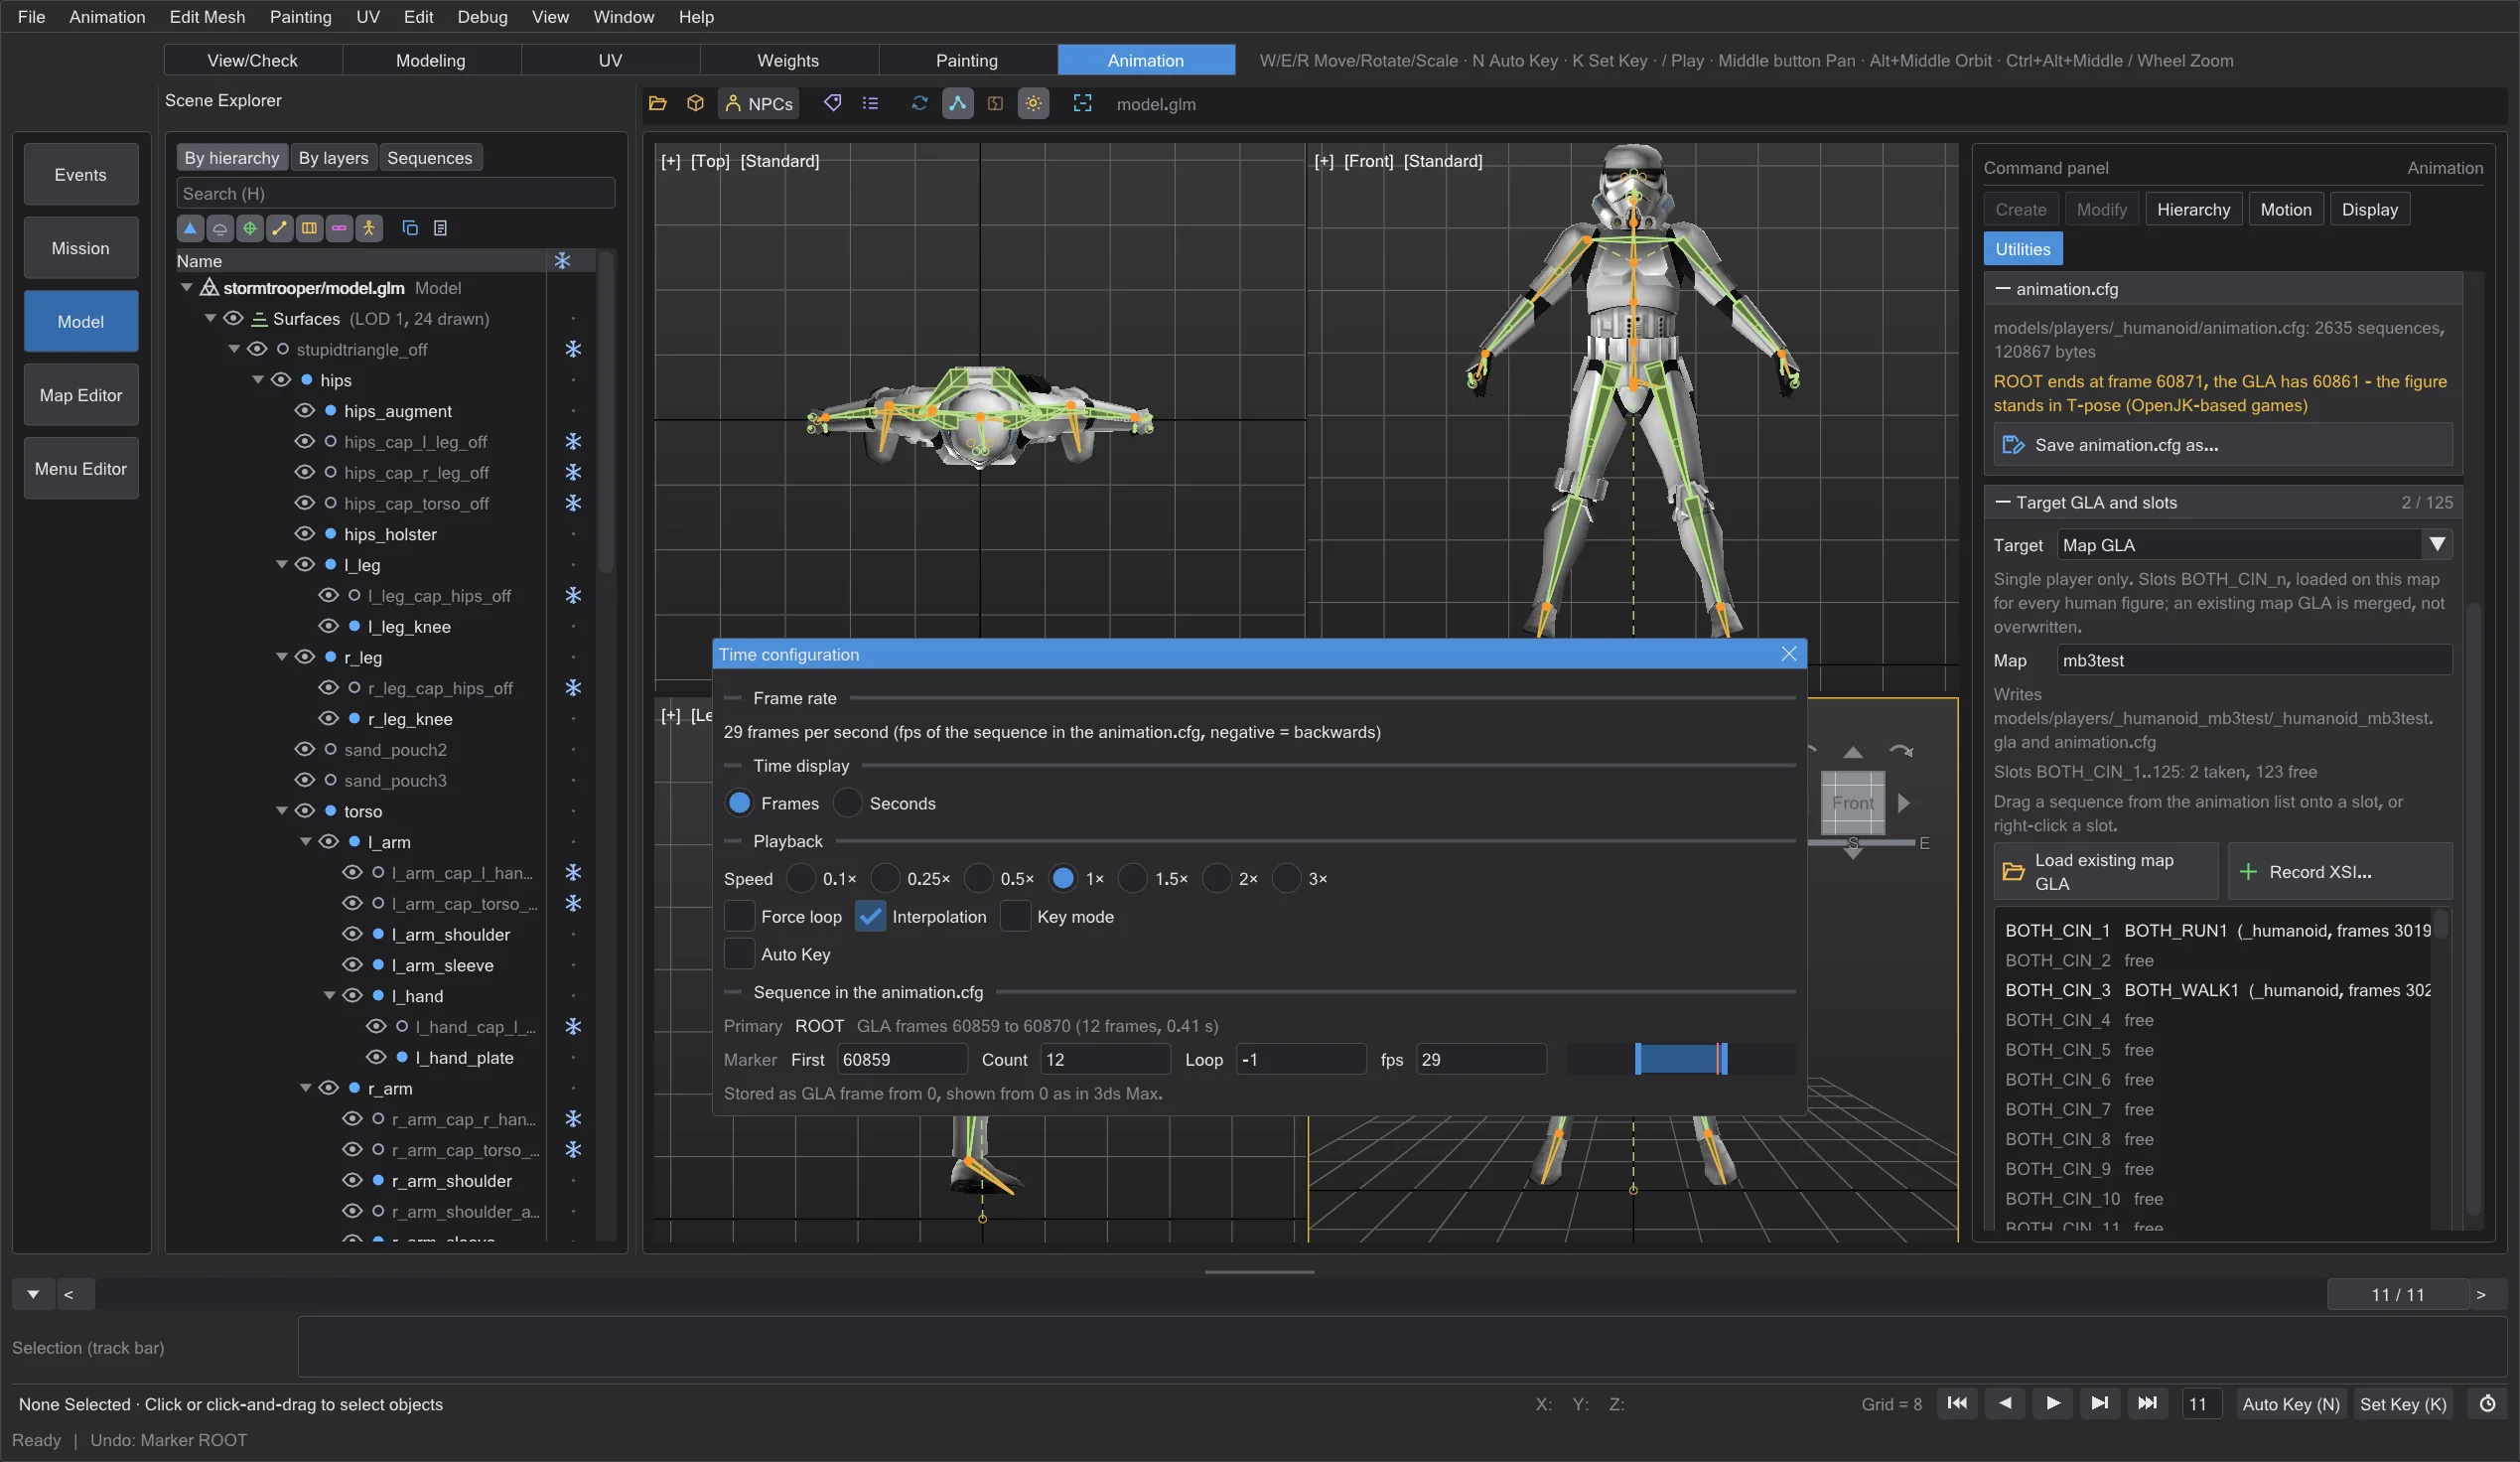 File Animation Edit Mesh Painting UV Edit Debug View Window Help
View/Check Modeling UV Weights Painting Animation W/E/R Move/Rotate/Scale · N Auto Key · K Set Key · / Play · Middle button Pan · Alt+Middle Orbit · Ctrl+Alt+Middle / Wheel Zoom
Scene Explorer
NPCs model.glm
Events
Mission
Model
Map Editor
Menu Editor
By hierarchy By layers Sequences
Search (H)
Name
stormtrooper/model.glm Model
Surfaces (LOD 1, 24 drawn)
stupidtriangle_off
hips
hips_augment
hips_cap_l_leg_off
hips_cap_r_leg_off
hips_cap_torso_off
hips_holster
l_leg
l_leg_cap_hips_off
l_leg_knee
r_leg
r_leg_cap_hips_off
r_leg_knee
sand_pouch2
sand_pouch3
torso
l_arm
l_arm_cap_l_han...
l_arm_cap_torso_...
l_arm_shoulder
l_arm_sleeve
l_hand
l_hand_cap_l_...
l_hand_plate
r_arm
r_arm_cap_r_han...
r_arm_cap_torso_...
r_arm_shoulder
r_arm_shoulder_a...
r_arm_sleeve
[+] [Top] [Standard]
[+] [Front] [Standard]
[+] [Le
Front
S E
Time configuration
Frame rate
29 frames per second (fps of the sequence in the animation.cfg, negative = backwards)
Time display
Frames Seconds
Playback
Speed 0.1× 0.25× 0.5× 1× 1.5× 2× 3×
Force loop Interpolation Key mode
Auto Key
Sequence in the animation.cfg
Primary ROOT GLA frames 60859 to 60870 (12 frames, 0.41 s)
Marker First 60859 Count 12 Loop -1 fps 29
Stored as GLA frame from 0, shown from 0 as in 3ds Max.
Command panel Animation
Create Modify Hierarchy Motion Display
Utilities
animation.cfg
models/players/_humanoid/animation.cfg: 2635 sequences,
120867 bytes
ROOT ends at frame 60871, the GLA has 60861 - the figure
stands in T-pose (OpenJK-based games)
Save animation.cfg as...
Target GLA and slots 2 / 125
Target Map GLA
Single player only. Slots BOTH_CIN_n, loaded on this map
for every human figure; an existing map GLA is merged, not
overwritten.
Map mb3test
Writes
models/players/_humanoid_mb3test/_humanoid_mb3test.
gla and animation.cfg
Slots BOTH_CIN_1..125: 2 taken, 123 free
Drag a sequence from the animation list onto a slot, or
right-click a slot.
Load existing map
GLA
Record XSI...
BOTH_CIN_1 BOTH_RUN1 (_humanoid, frames 3019
BOTH_CIN_2 free
BOTH_CIN_3 BOTH_WALK1 (_humanoid, frames 302
BOTH_CIN_4 free
BOTH_CIN_5 free
BOTH_CIN_6 free
BOTH_CIN_7 free
BOTH_CIN_8 free
BOTH_CIN_9 free
BOTH_CIN_10 free
BOTH_CIN_11 free
< 11 / 11 >
Selection (track bar)
None Selected · Click or click-and-drag to select objects X: Y: Z: Grid = 8 11 Auto Key (N) Set Key (K)
Ready | Undo: Marker ROOT